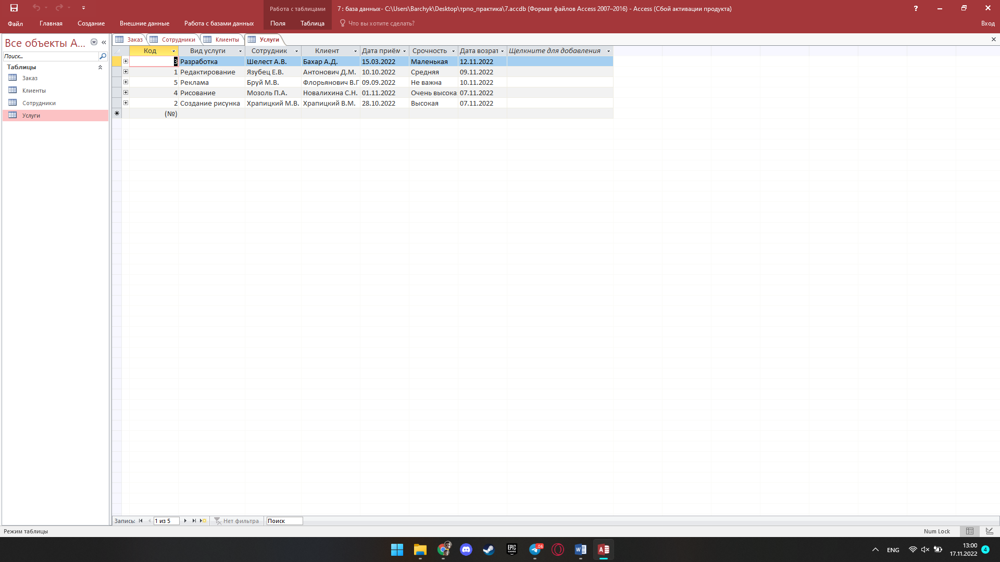 Работа с таблицами
7 : база данных- C:\Users\Barchyk\Desktop\трпо_практика\7.accdb (Формат файлов Access 2007–2016) - Access (Сбой активации продукта)
?
Файл Главная Создание Внешние данные Работа с базами данных Поля Таблица Что вы хотите сделать? Вход
Все объекты A... «
Поиск...
Таблицы
Заказ
Клиенты
Сотрудники
Услуги
Заказ Сотрудники Клиенты Услуги
Код Вид услуги Сотрудник Клиент Дата приём Срочность Дата возрат Щелкните для добавления
3 Разработка Шелест А.В. Бахар А.Д. 15.03.2022 Маленькая 12.11.2022
1 Редактирование Язубец Е.В. Антонович Д.М. 10.10.2022 Средняя 09.11.2022
5 Реклама Бруй М.В. Флорьянович В.Г 09.09.2022 Не важна 10.11.2022
4 Рисование Мозоль П.А. Новалихина С.Н. 01.11.2022 Очень высока 07.11.2022
2 Создание рисунка Храпицкий М.В. Храпицкий В.М. 28.10.2022 Высокая 07.11.2022
(№)
Запись: 1 из 5 Нет фильтра Поиск
Режим таблицы
Num Lock
EPIC GAMES
.06
ENG
13:00
17.11.2022
4